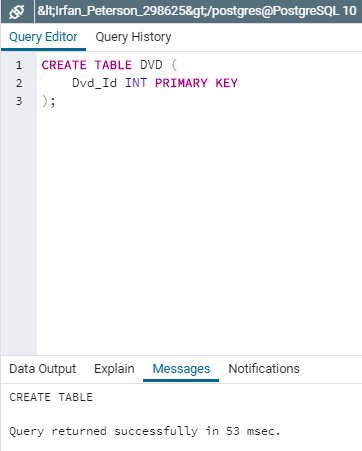 &lt;Irfan_Peterson_298625&gt;/postgres@PostgreSQL 10
Query Editor Query History
1 CREATE TABLE DVD (
2 Dvd_Id INT PRIMARY KEY
3 );
Data Output Explain Messages Notifications
CREATE TABLE
Query returned successfully in 53 msec.